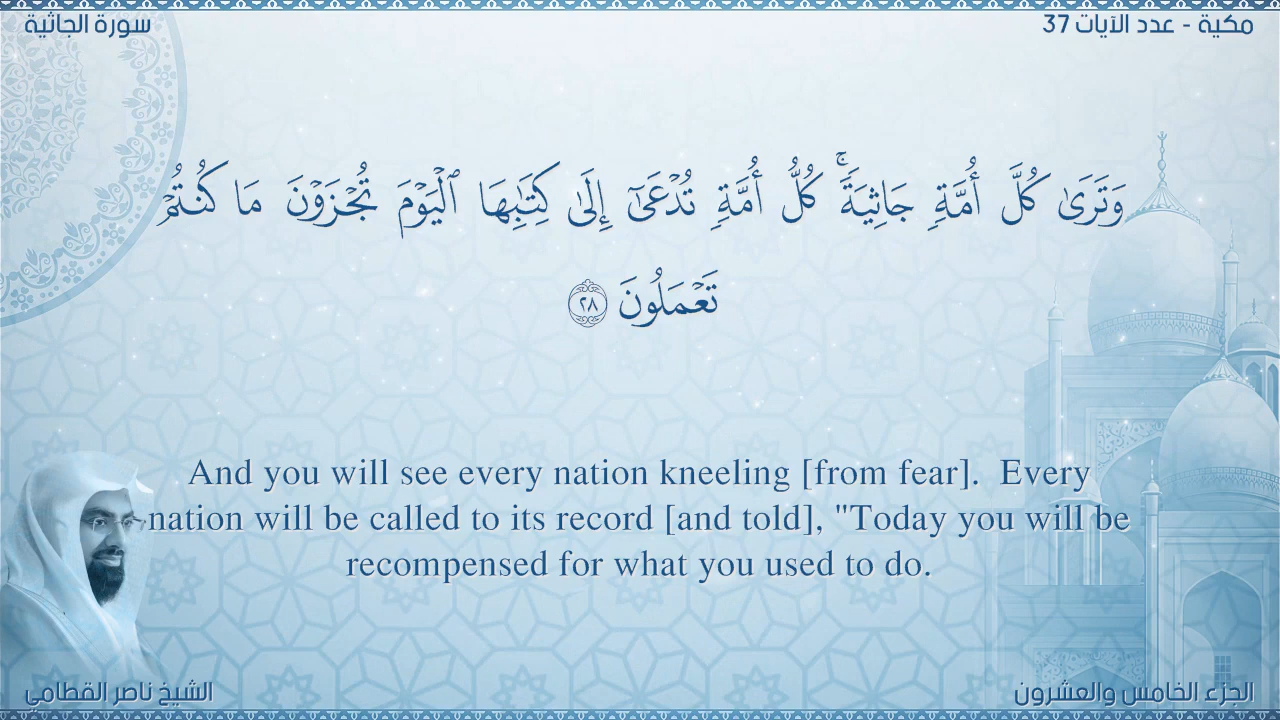 مكية - عدد الآيات 37
سورة الجاثية
وَتَرَىٰ كُلَّ أُمَّةٍ جَاثِيَةً ۚ كُلُّ أُمَّةٍ تُدْعَىٰٓ إِلَىٰ كِتَٰبِهَا ٱلْيَوْمَ تُجْزَوْنَ مَا كُنتُمْ
تَعْمَلُونَ ٢٨
And you will see every nation kneeling [from fear].  Every
nation will be called to its record [and told], "Today you will be
recompensed for what you used to do.
الجزء الخامس والعشرون
الشيخ ناصر القطامي